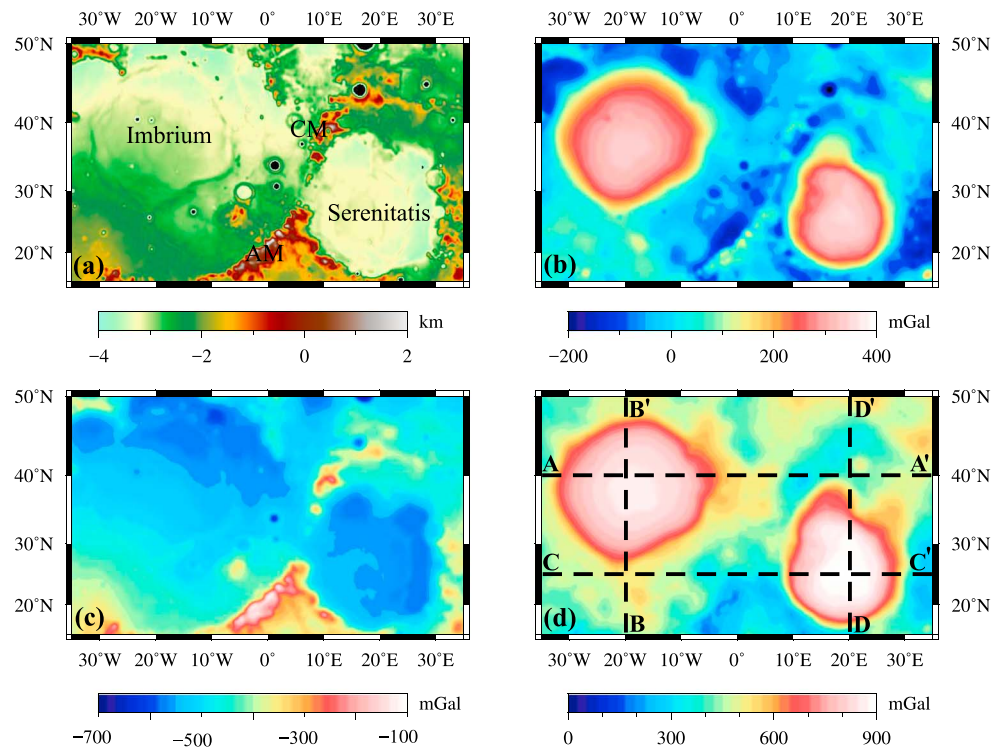 30˚W 20˚W 10˚W 0˚ 10˚E 20˚E 30˚E
30˚W 20˚W 10˚W 0˚ 10˚E 20˚E 30˚E
50˚N
40˚N
30˚N
20˚N
Imbrium
CM
Serenitatis
AM
(a)
50˚N
40˚N
30˚N
20˚N
(b)
km
−4 −2 0 2
mGal
−200 0 200 400
50˚N
40˚N
30˚N
20˚N
(c)
30˚W 20˚W 10˚W 0˚ 10˚E 20˚E 30˚E
B' D'
A A'
C C'
B D
(d)
50˚N
40˚N
30˚N
20˚N
30˚W 20˚W 10˚W 0˚ 10˚E 20˚E 30˚E
mGal
−700 −500 −300 −100
mGal
0 300 600 900